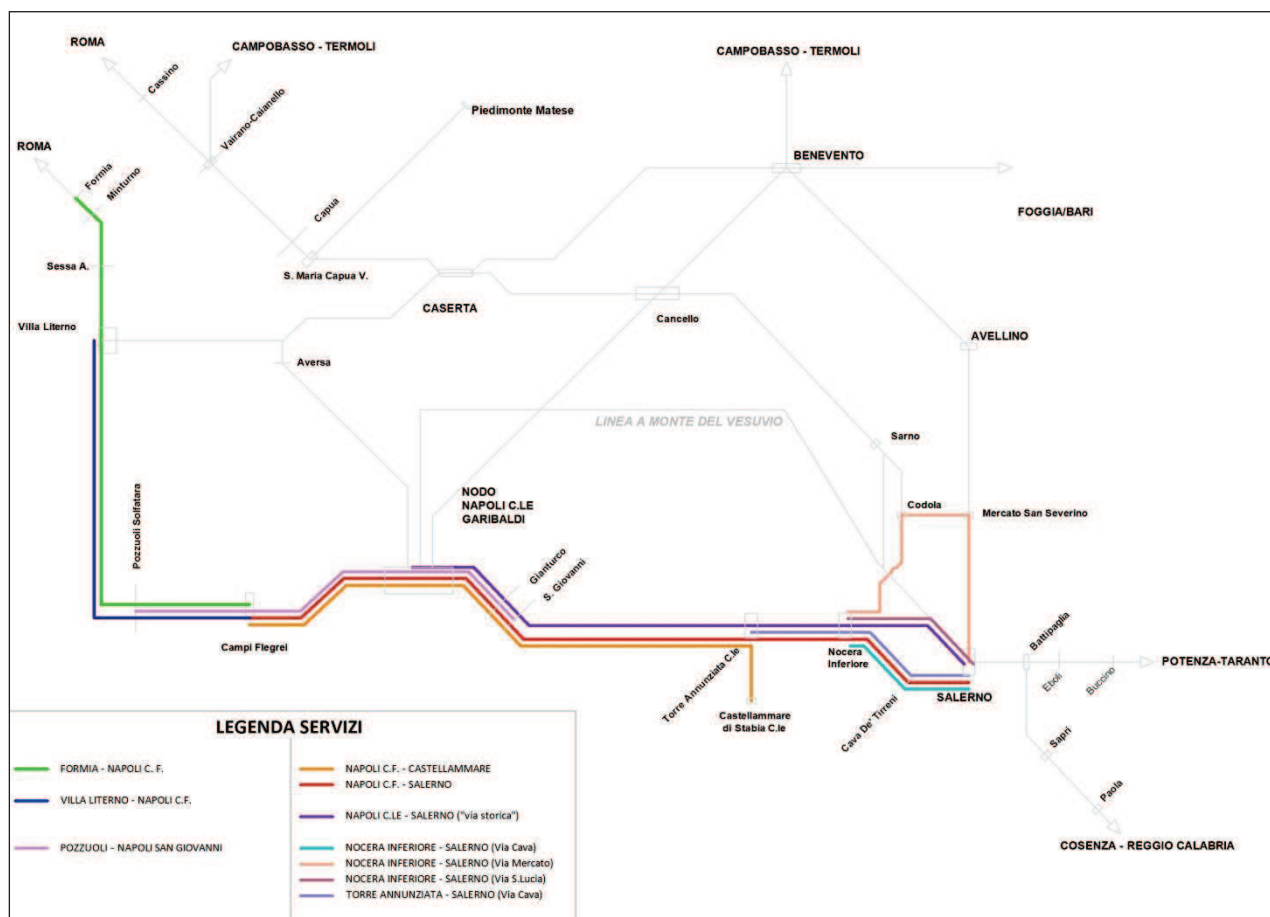 ROMA
CAMPOBASSO - TERMOLI
CAMPOBASSO - TERMOLI
Cassino
Vairano-Caianello
Piedimonte Matese
ROMA
Formia
Minturno
BENEVENTO
Capua
FOGGIA/BARI
Sessa A.
S. Maria Capua V.
CASERTA
Cancello
Villa Literno
Aversa
AVELLINO
LINEA A MONTE DEL VESUVIO
Sarno
NODO
NAPOLI C.LE
GARIBALDI
Codola
Mercato San Severino
Pozzuoli Solfatara
Gianturco
S. Giovanni
Campi Flegrei
Torre Annunziata C.le
Nocera
Inferiore
Battipaglia
Eboli
Buccino
POTENZA-TARANTO
Castellammare
di Stabia C.le
Cava De' Tirreni
SALERNO
Sapri
Paola
COSENZA - REGGIO CALABRIA
LEGENDA SERVIZI
FORMIA - NAPOLI C. F.
VILLA LITERNO - NAPOLI C.F.
POZZUOLI - NAPOLI SAN GIOVANNI
NAPOLI C.F. - CASTELLAMMARE
NAPOLI C.F. - SALERNO
NAPOLI C.LE - SALERNO ("via storica")
NOCERA INFERIORE - SALERNO (Via Cava)
NOCERA INFERIORE - SALERNO (Via Mercato)
NOCERA INFERIORE - SALERNO (Via S.Lucia)
TORRE ANNUNZIATA - SALERNO (Via Cava)